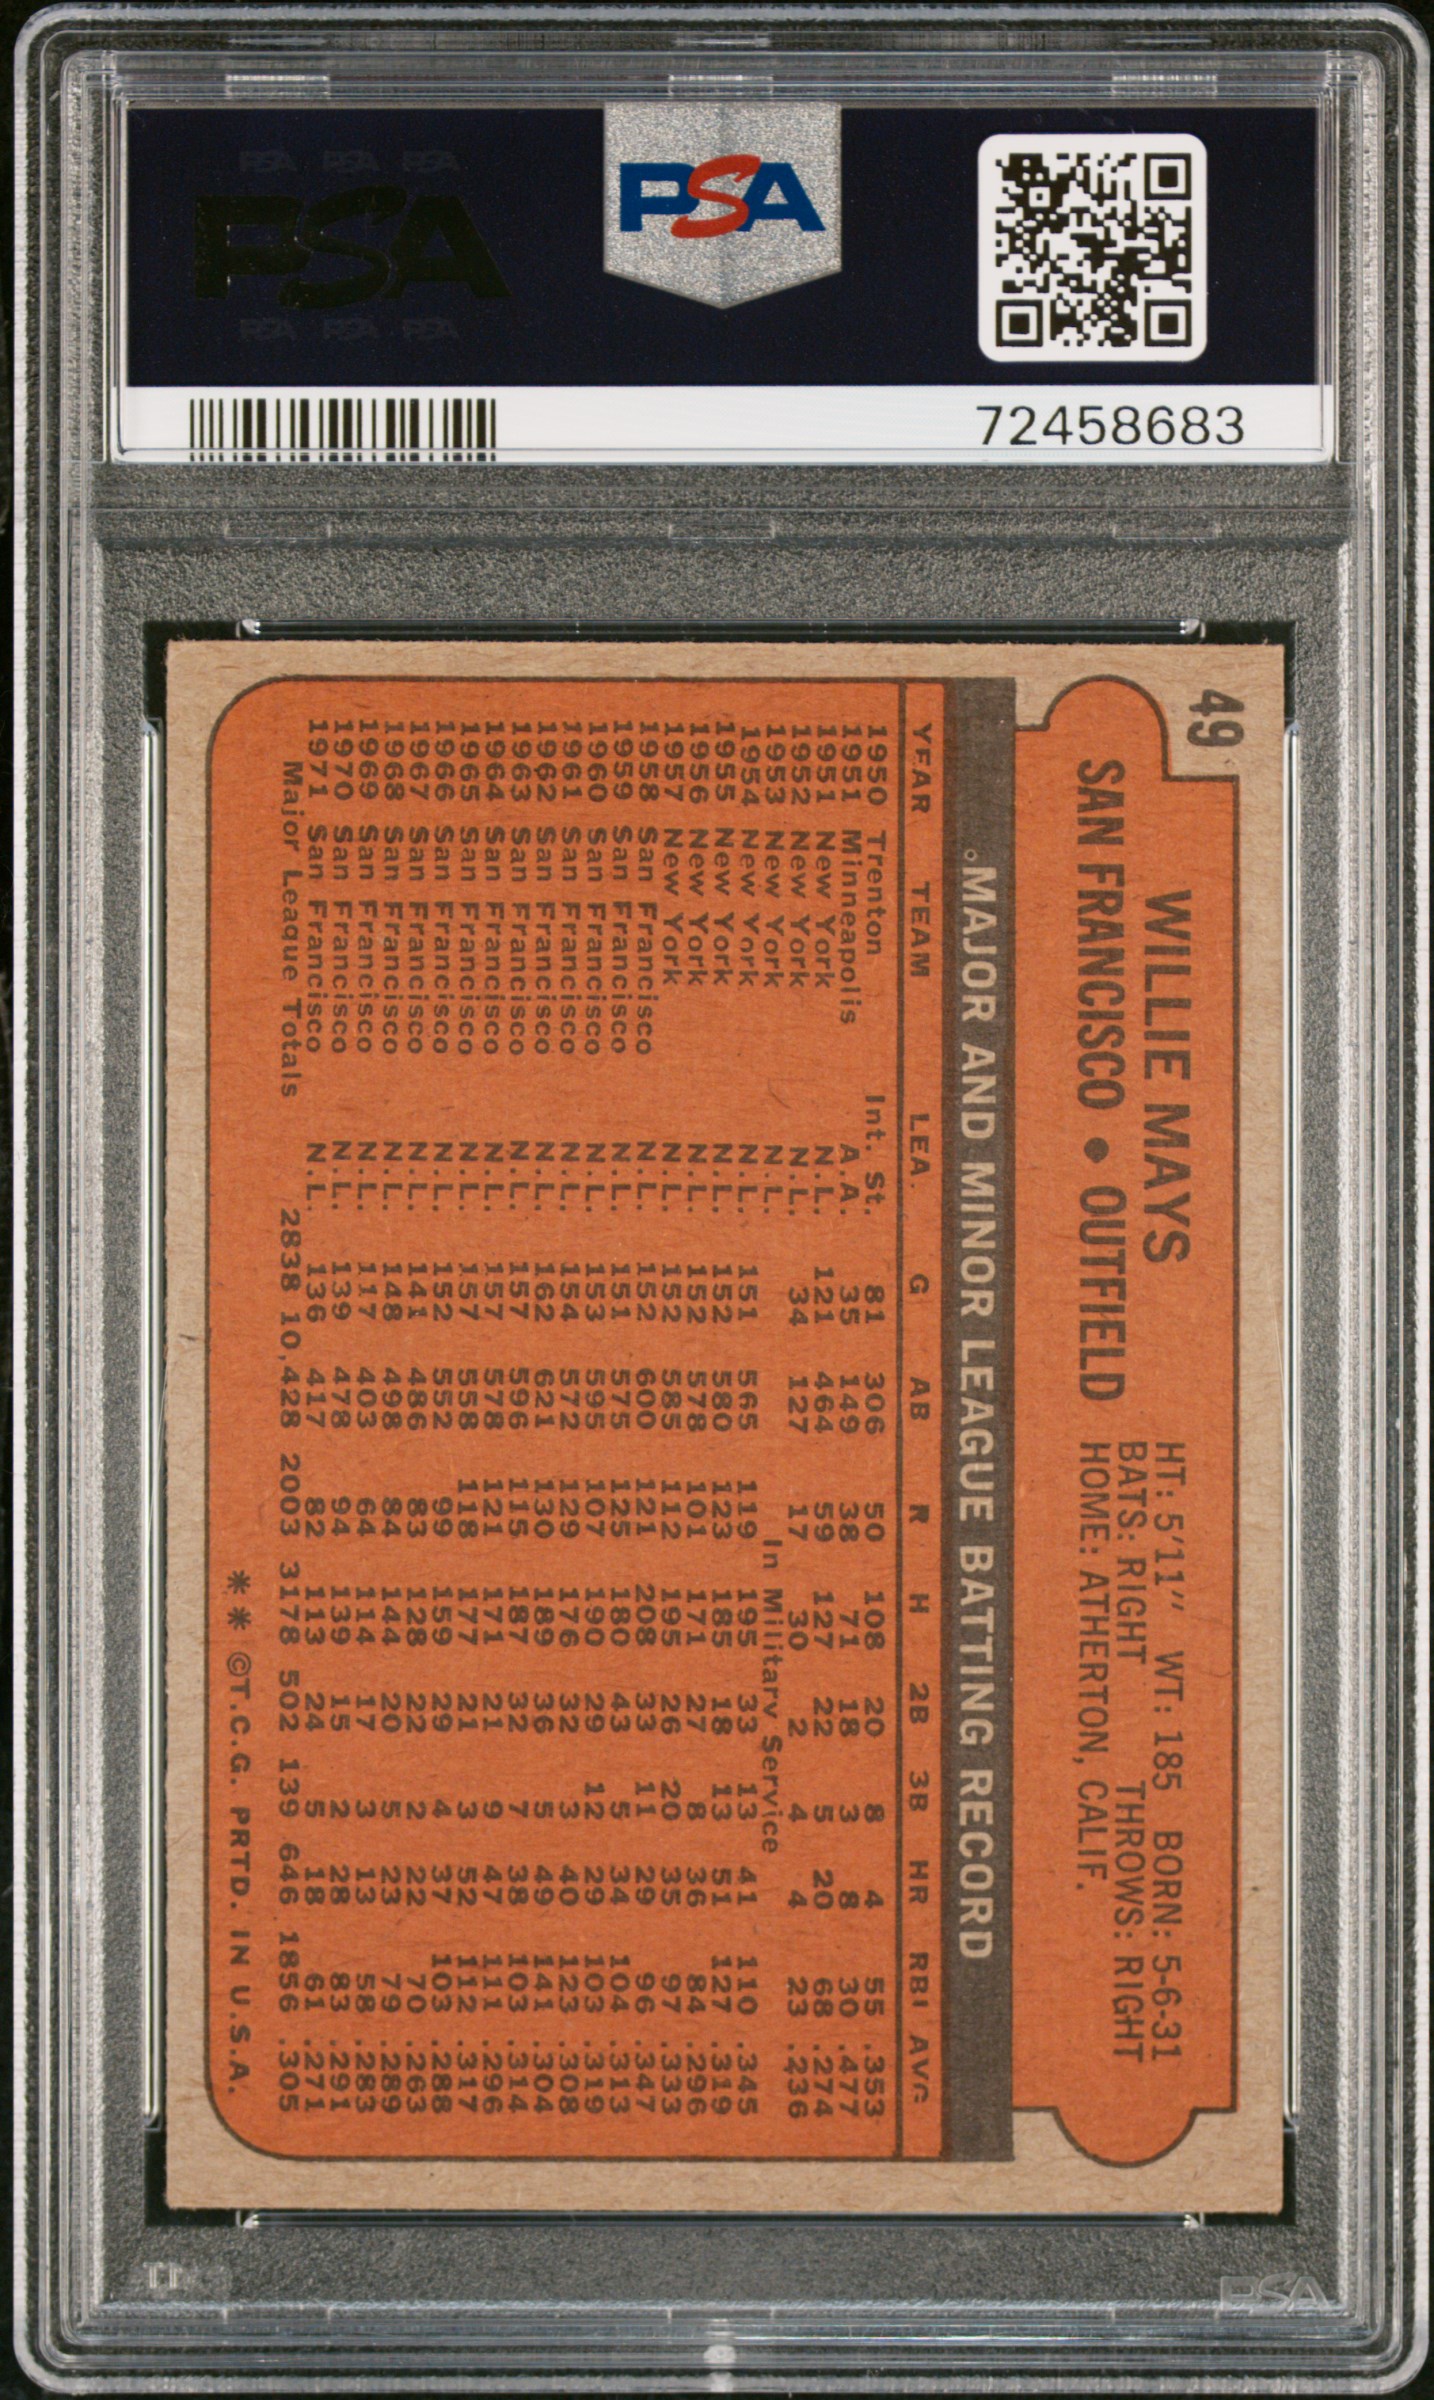 PSA PSA PSA
PSA
PSA PSA PSA
PSA
72458683
49
WILLIE MAYS
SAN FRANCISCO • OUTFIELD
HT: 5'11" WT: 185 BORN: 5-6-31
BATS: RIGHT THROWS: RIGHT
HOME: ATHERTON, CALIF.
MAJOR AND MINOR LEAGUE BATTING RECORD
YEAR TEAM LEA. G AB R H 2B 3B HR RBI AVG
1950 Trenton Int. St. 81 306 50 108 20 8 4 55 .353
1951 Minneapolis A.A. 35 149 38 71 18 3 8 30 .477
1951 New York N.L. 121 464 59 127 22 5 20 68 .274
1952 New York N.L. 34 127 17 30 2 4 4 23 .236
1953 New York N.L. In Military Service
1954 New York N.L. 151 565 119 195 33 13 41 110 .345
1955 New York N.L. 152 580 123 185 18 13 51 127 .319
1956 New York N.L. 152 578 101 171 27 8 36 84 .296
1957 New York N.L. 152 585 112 195 26 20 35 97 .333
1958 San Francisco N.L. 152 600 121 208 33 11 29 96 .347
1959 San Francisco N.L. 151 575 125 180 43 5 34 104 .313
1960 San Francisco N.L. 153 595 107 190 29 12 29 103 .319
1961 San Francisco N.L. 154 572 129 176 32 3 40 123 .308
1962 San Francisco N.L. 162 621 130 189 36 5 49 141 .304
1963 San Francisco N.L. 157 596 115 187 32 7 38 103 .314
1964 San Francisco N.L. 157 578 121 171 21 9 47 111 .296
1965 San Francisco N.L. 157 558 118 177 21 3 52 112 .317
1966 San Francisco N.L. 152 552 99 159 29 4 37 103 .288
1967 San Francisco N.L. 141 486 83 128 22 2 22 70 .263
1968 San Francisco N.L. 148 498 84 144 20 5 23 79 .289
1969 San Francisco N.L. 117 403 64 114 17 3 13 58 .283
1970 San Francisco N.L. 139 478 94 139 15 2 28 83 .291
1971 San Francisco N.L. 136 417 82 113 24 5 18 61 .271
Major League Totals 2838 10,428 2003 3178 502 139 646 1856 .305
** ©T.C.G. PRTD. IN U.S.A.
PSA